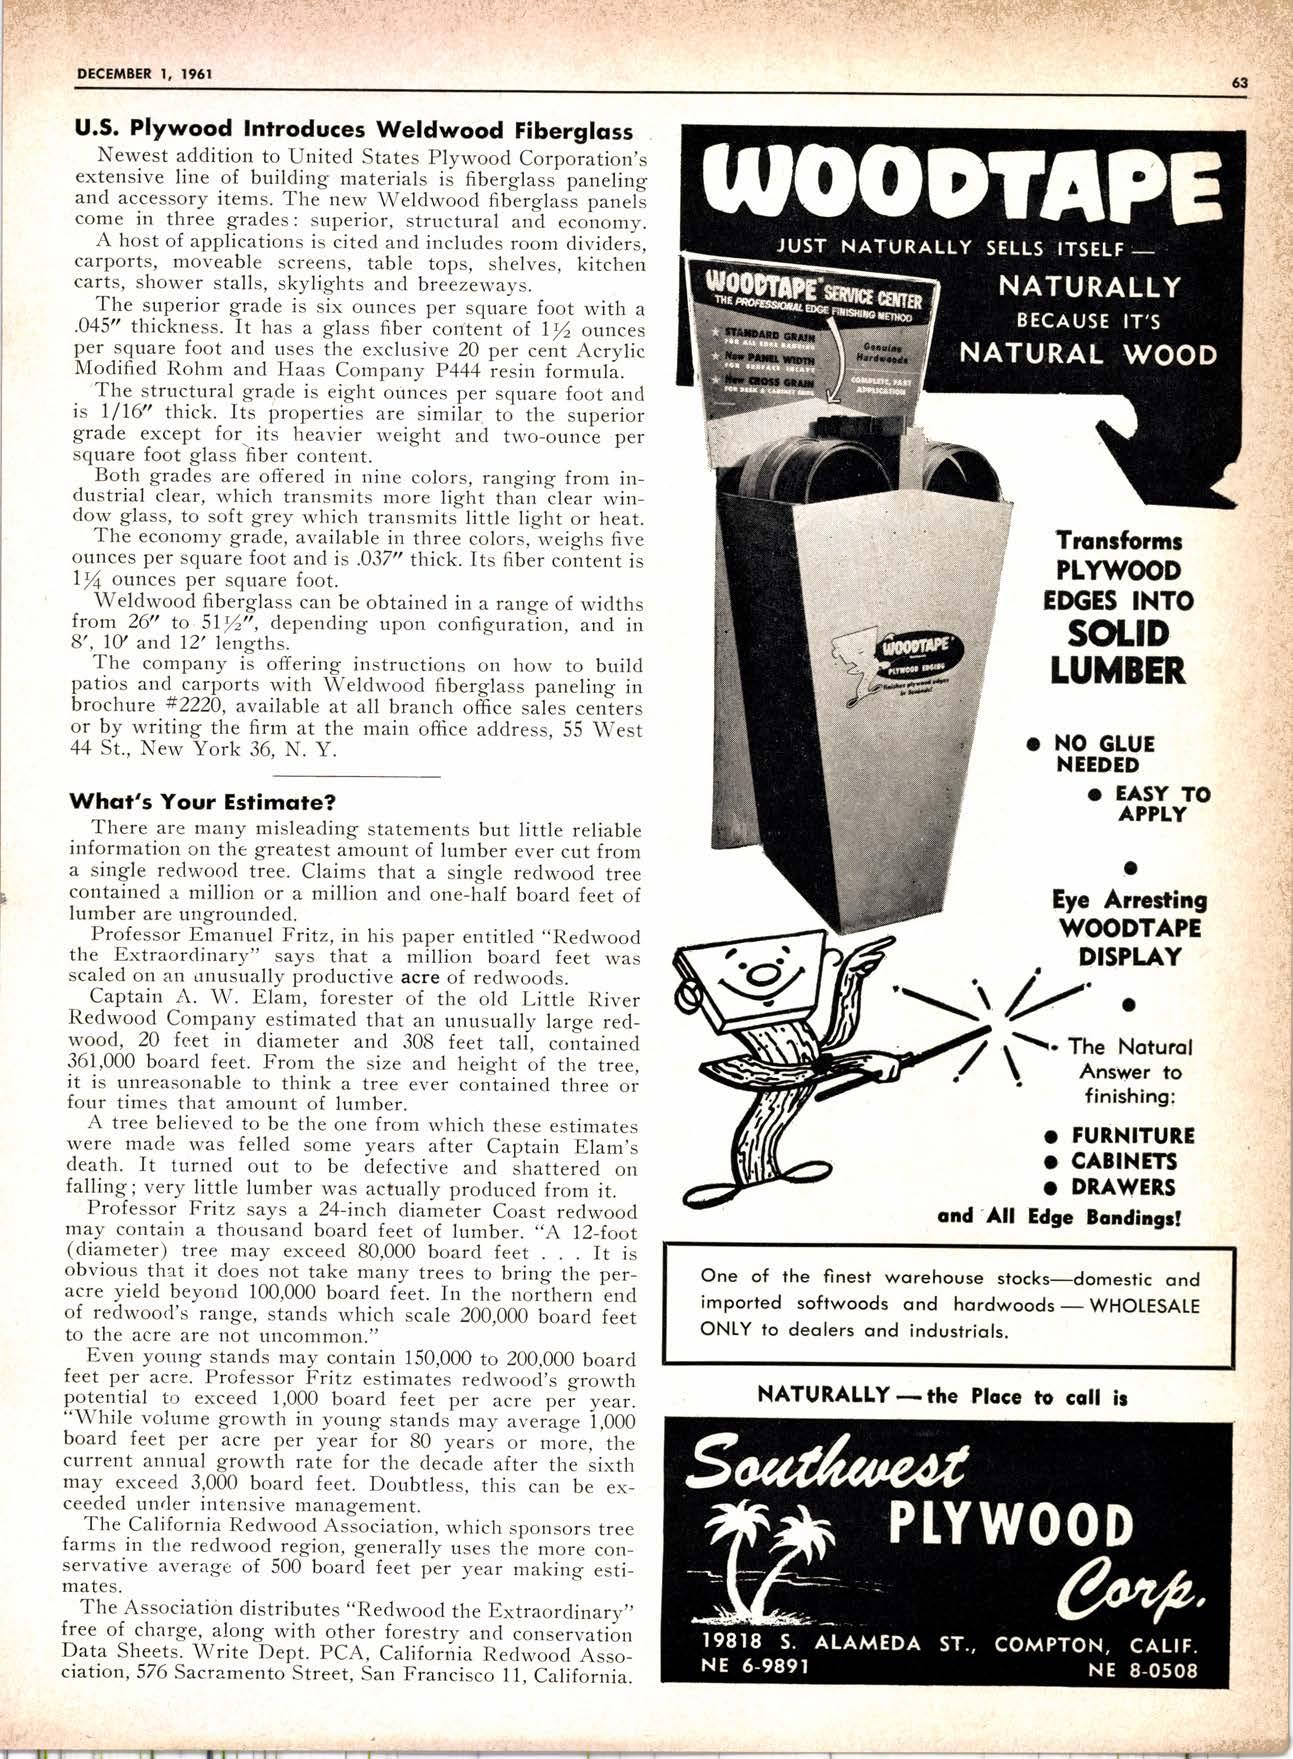 DECEMBER 1, 1961
63
U.S. Plywood Introduces Weldwood Fiberglass
Newest addition to United States Plywood Corporation's
extensive line of building materials is fiberglass paneling
and accessory items. The new Weldwood fiberglass panels
come in three grades: superior, structural and economy.
A host of applications is cited and includes room dividers,
carports, moveable screens, table tops, shelves, kitchen
carts, shower stalls, skylights and breezeways.
The superior grade is six ounces per square foot with a
.045" thickness. It has a glass fiber content of 1½ ounces
per square foot and uses the exclusive 20 per cent Acrylic
Modified Rohm and Haas Company P444 resin formula.
The structural grade is eight ounces per square foot and
is 1/16" thick. Its properties are similar to the superior
grade except for its heavier weight and two-ounce per
square foot glass fiber content.
Both grades are offered in nine colors, ranging from in-
dustrial clear, which transmits more light than clear win-
dow glass, to soft grey which transmits little light or heat.
The economy grade, available in three colors, weighs five
ounces per square foot and is .037" thick. Its fiber content is
1¼ ounces per square foot.
Weldwood fiberglass can be obtained in a range of widths
from 26" to 51½", depending upon configuration, and in
8', 10' and 12' lengths.
The company is offering instructions on how to build
patios and carports with Weldwood fiberglass paneling in
brochure #2220, available at all branch office sales centers
or by writing the firm at the main office address, 55 West
44 St., New York 36, N. Y.
What's Your Estimate?
There are many misleading statements but little reliable
information on the greatest amount of lumber ever cut from
a single redwood tree. Claims that a single redwood tree
contained a million or a million and one-half board feet of
lumber are ungrounded.
Professor Emanuel Fritz, in his paper entitled "Redwood
the Extraordinary" says that a million board feet was
scaled on an unusually productive acre of redwoods.
Captain A. W. Elam, forester of the old Little River
Redwood Company estimated that an unusually large red-
wood, 20 feet in diameter and 308 feet tall, contained
361,000 board feet. From the size and height of the tree,
it is unreasonable to think a tree ever contained three or
four times that amount of lumber.
A tree believed to be the one from which these estimates
were made was felled some years after Captain Elam's
death. It turned out to be defective and shattered on
falling; very little lumber was actually produced from it.
Professor Fritz says a 24-inch diameter Coast redwood
may contain a thousand board feet of lumber. "A 12-foot
(diameter) tree may exceed 80,000 board feet . . . It is
obvious that it does not take many trees to bring the per-
acre yield beyond 100,000 board feet. In the northern end
of redwood's range, stands which scale 200,000 board feet
to the acre are not uncommon."
Even young stands may contain 150,000 to 200,000 board
feet per acre. Professor Fritz estimates redwood's growth
potential to exceed 1,000 board feet per acre per year.
"While volume growth in young stands may average 1,000
board feet per acre per year for 80 years or more, the
current annual growth rate for the decade after the sixth
may exceed 3,000 board feet. Doubtless, this can be ex-
ceeded under intensive management.
The California Redwood Association, which sponsors tree
farms in the redwood region, generally uses the more con-
servative average of 500 board feet per year making esti-
mates.
The Association distributes "Redwood the Extraordinary"
free of charge, along with other forestry and conservation
Data Sheets. Write Dept. PCA, California Redwood Asso-
ciation, 576 Sacramento Street, San Francisco 11, California.
WOODTAPE
JUST NATURALLY SELLS ITSELF —
NATURALLY
BECAUSE IT'S
NATURAL WOOD
WOODTAPE SERVICE CENTER
THE PROFESSIONAL EDGE FINISHING METHOD
STANDARD GRAIN
FOR ALL EDGE BANDING
New PANEL WIDTH
FOR SURFACE INLAYS
New CROSS GRAIN
Genuine
Hardwoods
COMPLETE, FAST
APPLICATION
WOODTAPE
PLYWOOD EDGING
finishes plywood edges
in Seconds!
Transforms
PLYWOOD
EDGES INTO
SOLID
LUMBER
• NO GLUE
NEEDED
• EASY TO
APPLY
•
Eye Arresting
WOODTAPE
DISPLAY
•
The Natural
Answer to
finishing:
• FURNITURE
• CABINETS
• DRAWERS
and All Edge Bandings!
One of the finest warehouse stocks—domestic and
imported softwoods and hardwoods — WHOLESALE
ONLY to dealers and industrials.
NATURALLY — the Place to call is
Southwest
PLYWOOD
Corp.
19818 S. ALAMEDA ST., COMPTON, CALIF.
NE 6-9891 NE 8-0508